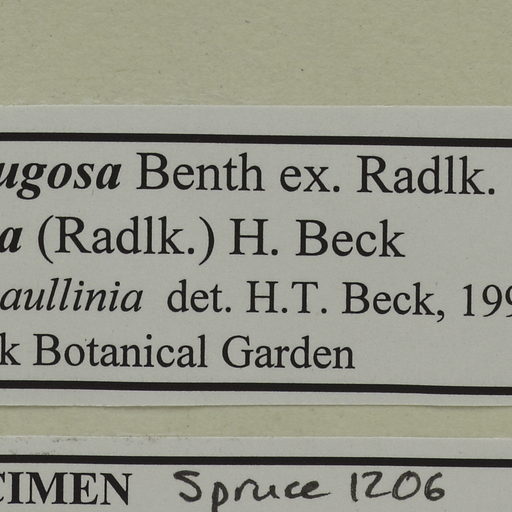 ugosa Benth ex. Radlk.
a (Radlk.) H. Beck
aullinia det. H.T. Beck, 199
k Botanical Garden
CIMEN Spruce 1206